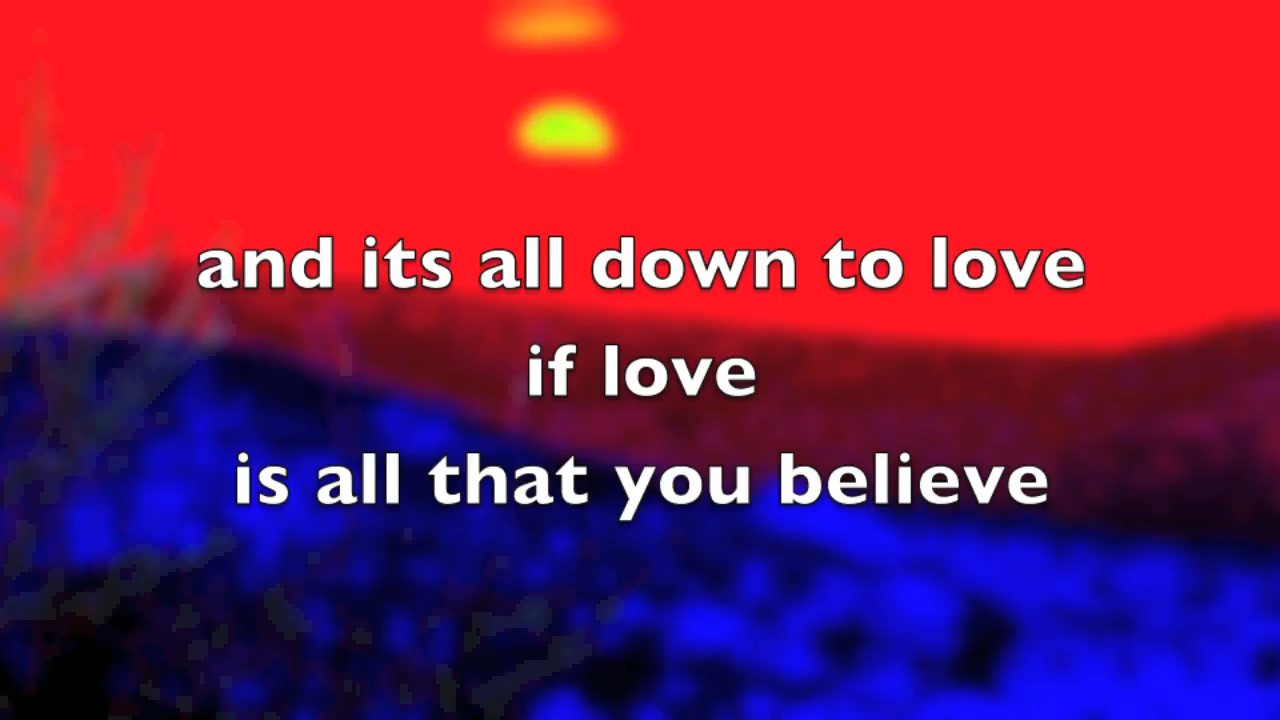 and its all down to love
if love
is all that you believe